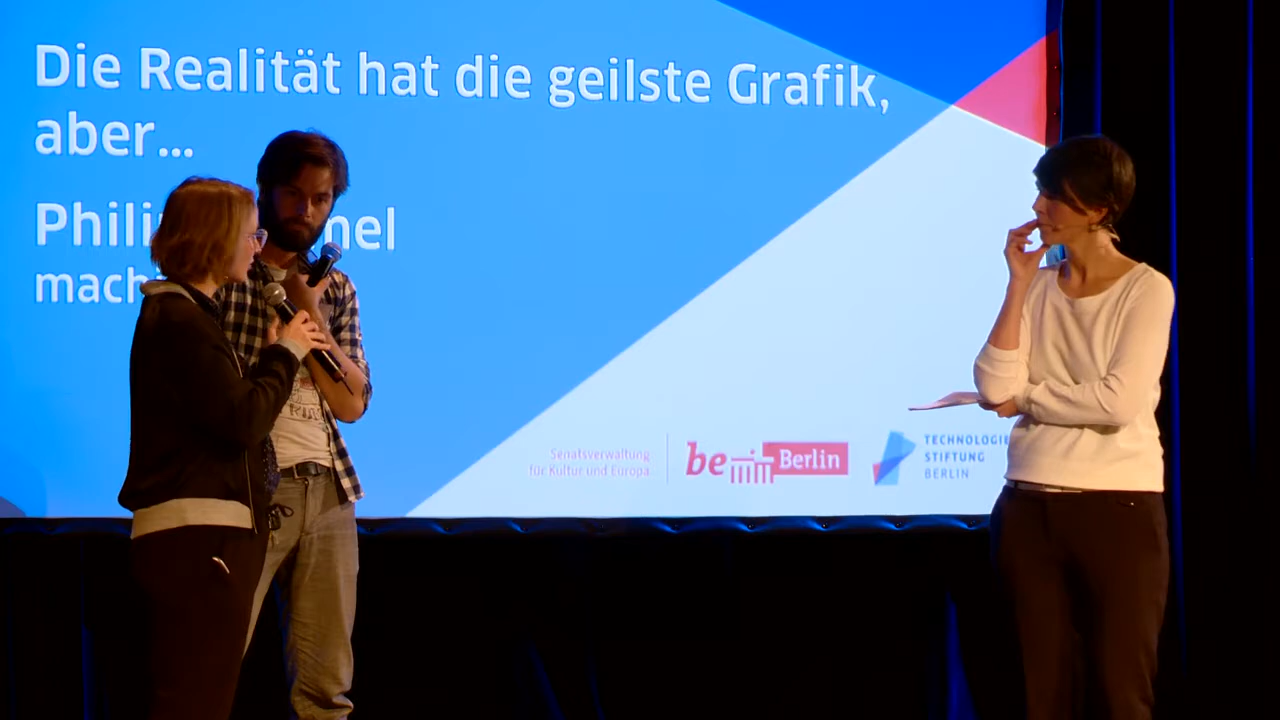 Die Realität hat die geilste Grafik,
aber...
Senatsverwaltung
für Kultur und Europa
be Berlin
TECHNOLOGIE
STIFTUNG
BERLIN